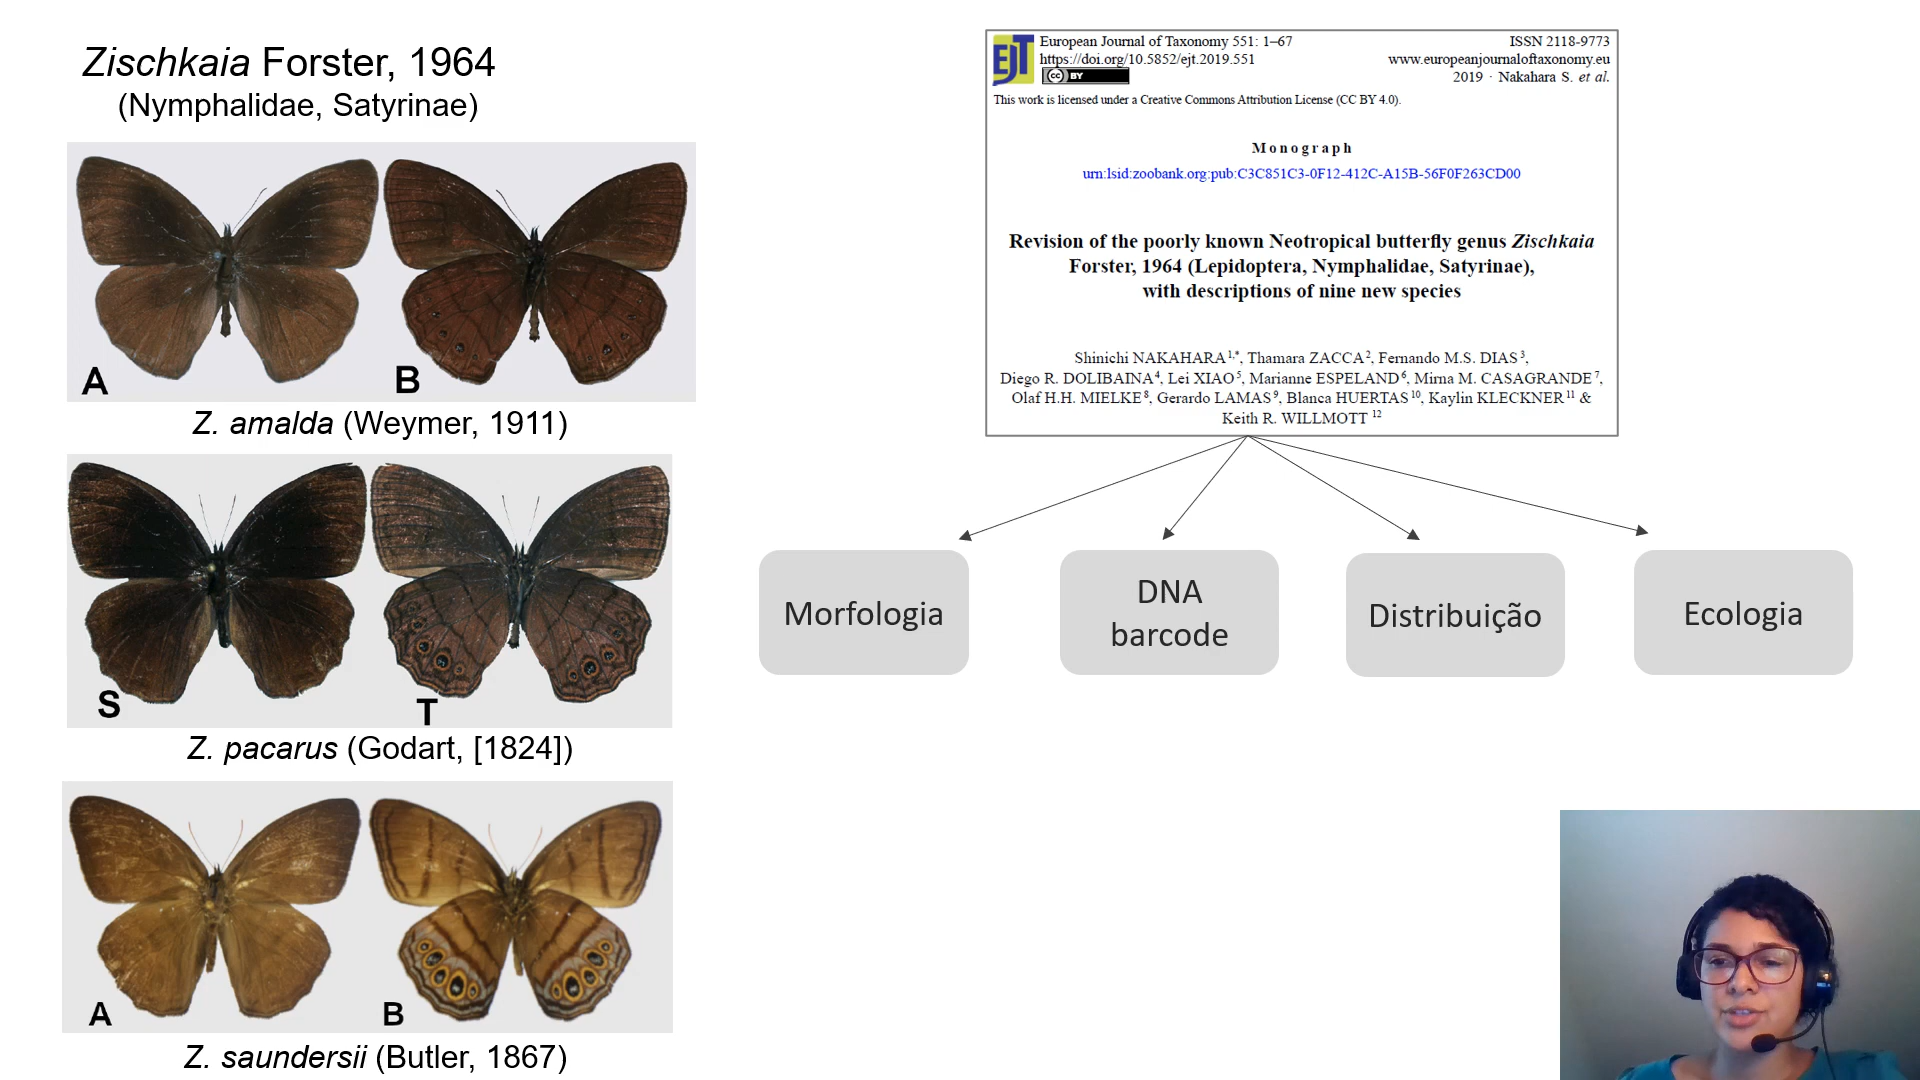 Zischkaia Forster, 1964
(Nymphalidae, Satyrinae)
A
B
Z. amalda (Weymer, 1911)
S
T
Z. pacarus (Godart, [1824])
A
B
Z. saundersii (Butler, 1867)
EJT
European Journal of Taxonomy 551: 1–67
https://doi.org/10.5852/ejt.2019.551
cc BY
ISSN 2118-9773
www.europeanjournaloftaxonomy.eu
2019 · Nakahara S. et al.
This work is licensed under a Creative Commons Attribution License (CC BY 4.0).
Monograph
urn:lsid:zoobank.org:pub:C3C851C3-0F12-412C-A15B-56F0F263CD00
Revision of the poorly known Neotropical butterfly genus Zischkaia
Forster, 1964 (Lepidoptera, Nymphalidae, Satyrinae),
with descriptions of nine new species
Shinichi NAKAHARA 1,*, Thamara ZACCA 2, Fernando M.S. DIAS 3,
Diego R. DOLIBAINA 4, Lei XIAO 5, Marianne ESPELAND 6, Mirna M. CASAGRANDE 7,
Olaf H.H. MIELKE 8, Gerardo LAMAS 9, Blanca HUERTAS 10, Kaylin KLECKNER 11 &
Keith R. WILLMOTT 12
Morfologia
DNA
barcode
Distribuição
Ecologia